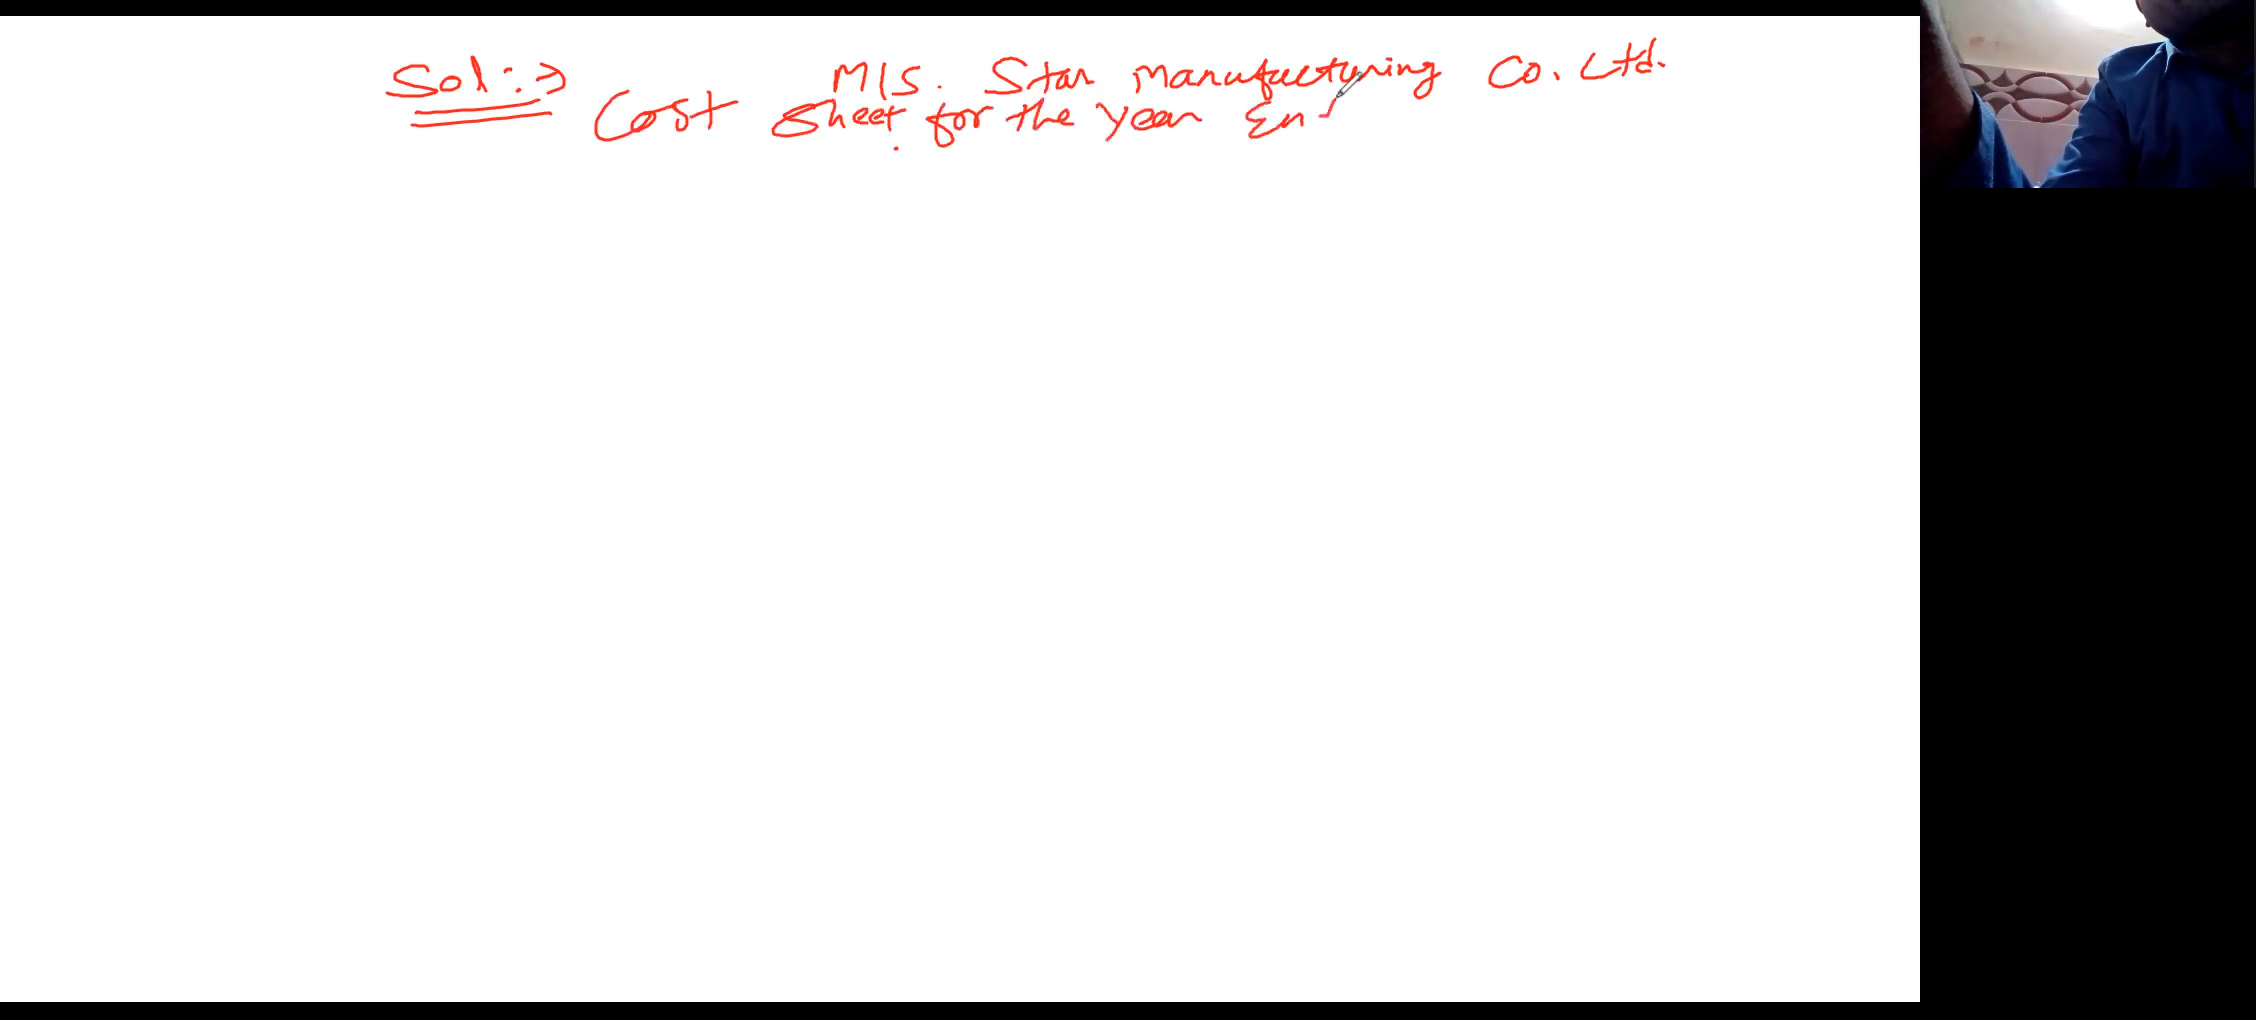 Sol:→ M/S. Star Manufacturing Co. Ltd.
Cost Sheet for the Year En